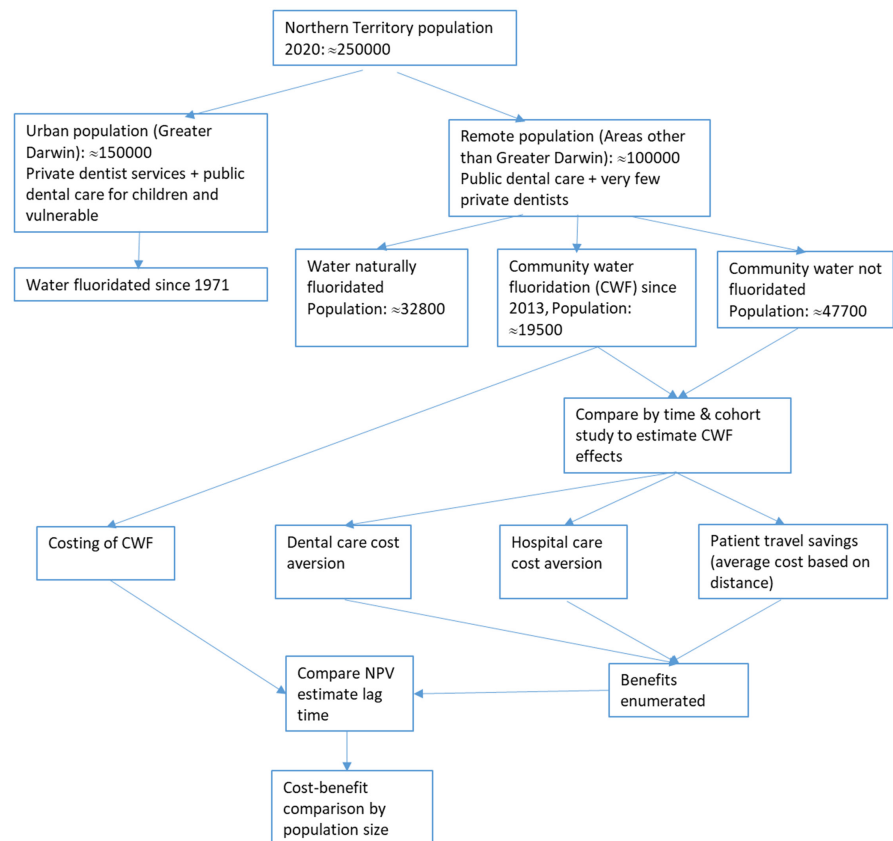 Northern Territory population
2020: ≈250000
Urban population (Greater
Darwin): ≈150000
Private dentist services + public
dental care for children and
vulnerable
Remote population (Areas other
than Greater Darwin): ≈100000
Public dental care + very few
private dentists
Water fluoridated since 1971
Water naturally
fluoridated
Population: ≈32800
Community water
fluoridation (CWF) since
2013, Population:
≈19500
Community water not
fluoridated
Population: ≈47700
Compare by time & cohort
study to estimate CWF
effects
Costing of CWF
Dental care cost
aversion
Hospital care
cost aversion
Patient travel savings
(average cost based on
distance)
Compare NPV
estimate lag
time
Benefits
enumerated
Cost-benefit
comparison by
population size